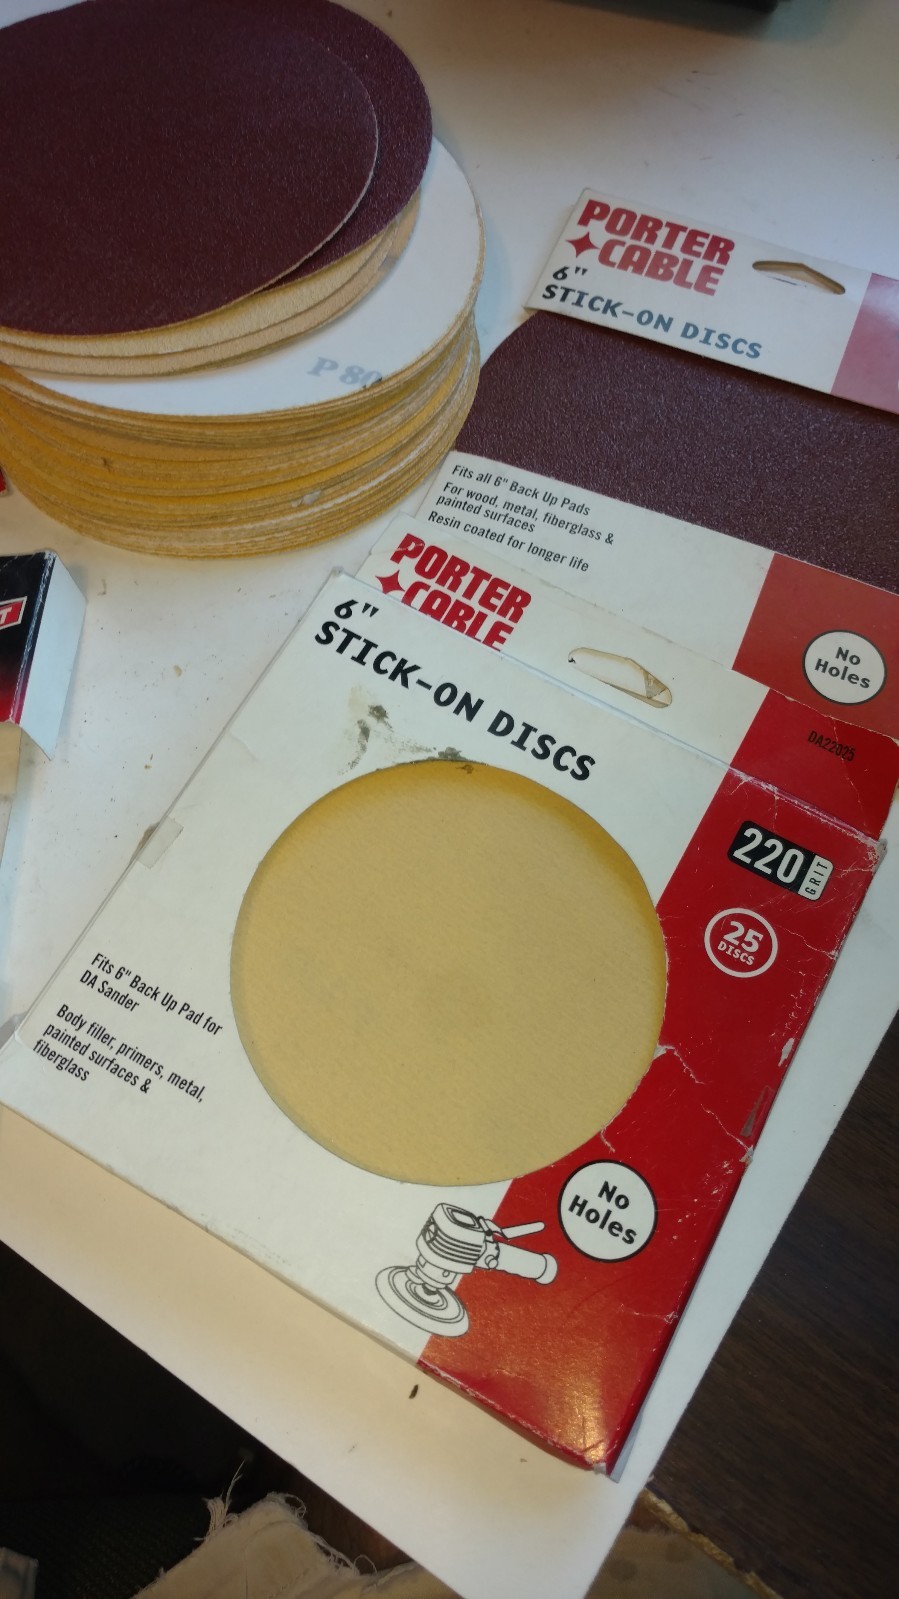 PORTER
CABLE
6"
STICK-ON DISCS
P 80
Fits all 6" Back Up Pads
For wood, metal, fiberglass &
painted surfaces
Resin coated for longer life
No
Holes
PORTER
CABLE
6"
STICK-ON DISCS
DA22025
220
GRIT
25
DISCS
Fits 6" Back Up Pad for
DA Sander
Body filler, primers, metal,
painted surfaces &
fiberglass
No
Holes